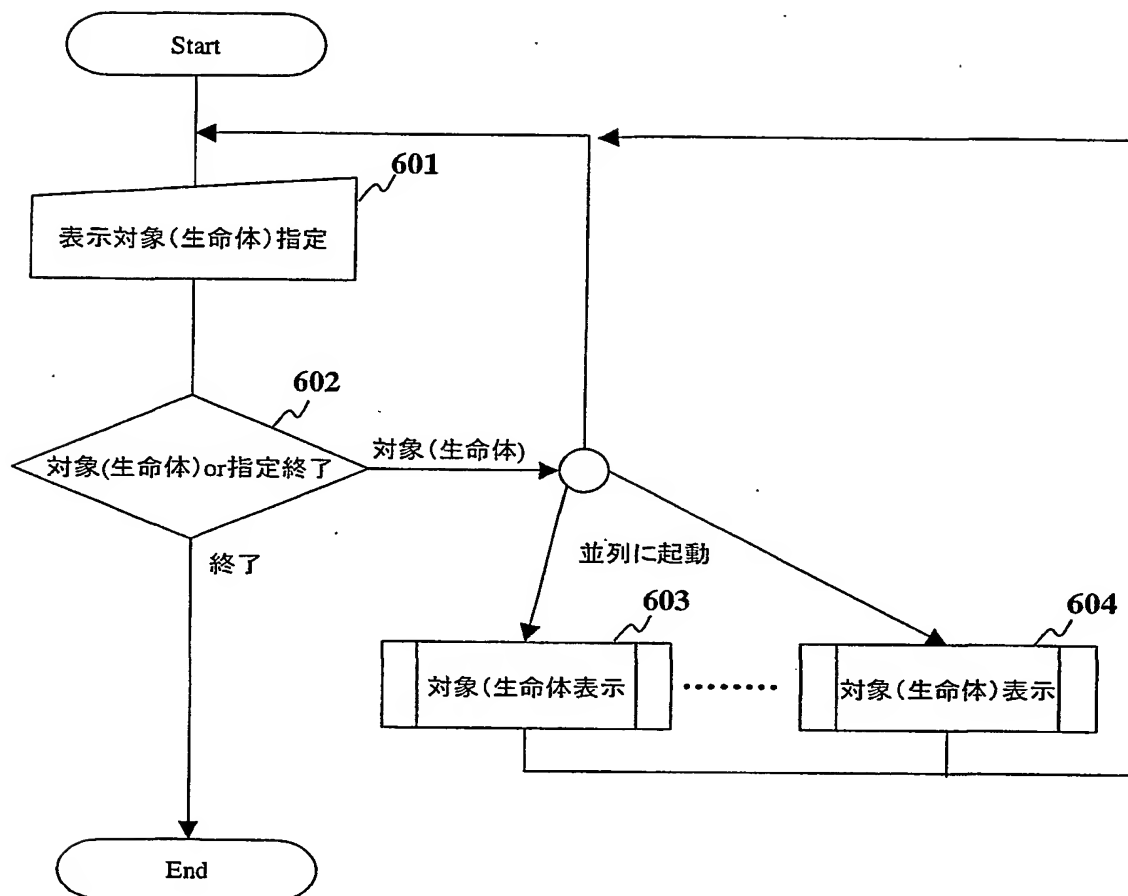 Start
601
表示対象(生命体)指定
602
対象(生命体)or指定終了
対象(生命体)
終了
並列に起動
603
604
対象(生命体表示
対象(生命体)表示
End